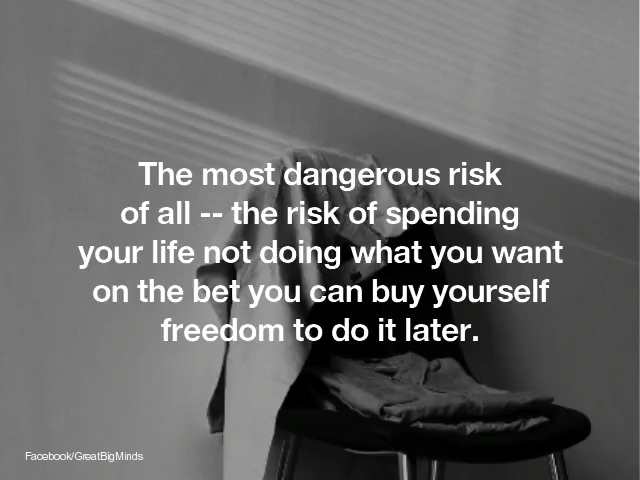 The most dangerous risk
of all -- the risk of spending
your life not doing what you want
on the bet you can buy yourself
freedom to do it later.
Facebook/GreatBigMinds